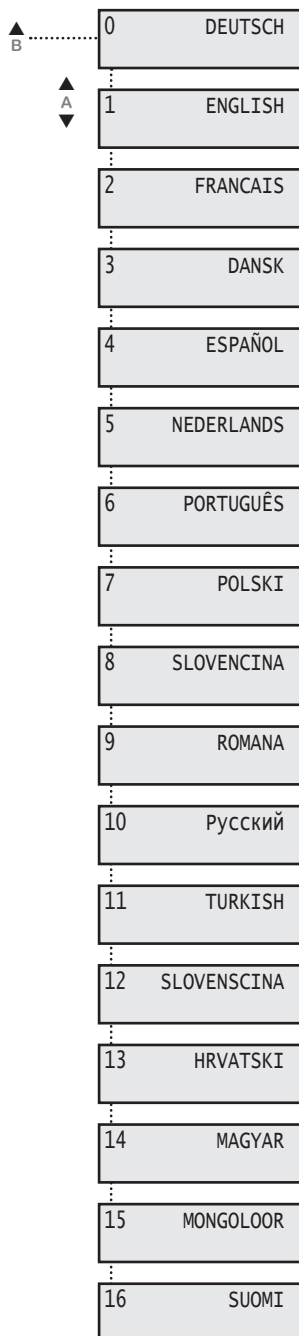 0 DEUTSCH
B
A
1 ENGLISH
2 FRANCAIS
3 DANSK
4 ESPAÑOL
5 NEDERLANDS
6 PORTUGUÊS
7 POLSKI
8 SLOVENCINA
9 ROMANA
10 Русский
11 TURKISH
12 SLOVENSCINA
13 HRVATSKI
14 MAGYAR
15 MONGOLOOR
16 SUOMI